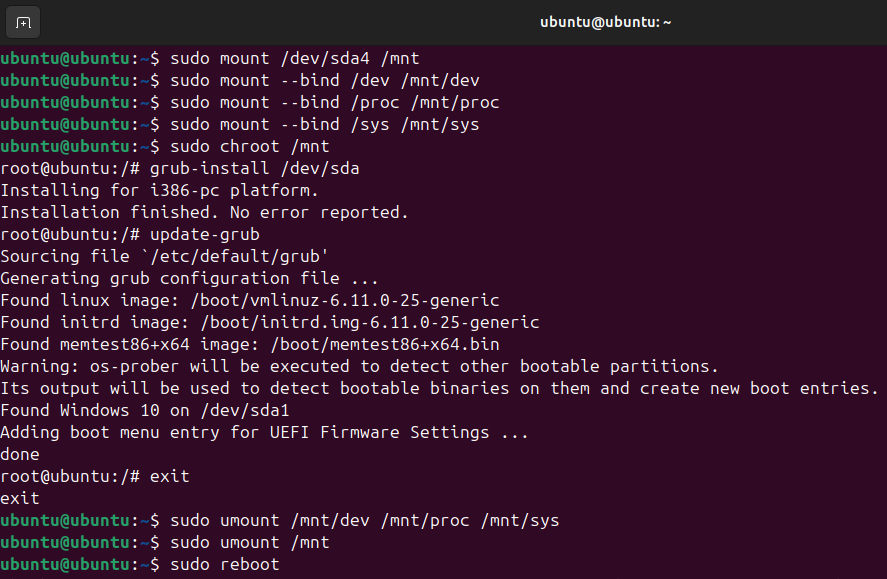 ubuntu@ubuntu: ~
ubuntu@ubuntu:~$ sudo mount /dev/sda4 /mnt
ubuntu@ubuntu:~$ sudo mount --bind /dev /mnt/dev
ubuntu@ubuntu:~$ sudo mount --bind /proc /mnt/proc
ubuntu@ubuntu:~$ sudo mount --bind /sys /mnt/sys
ubuntu@ubuntu:~$ sudo chroot /mnt
root@ubuntu:/# grub-install /dev/sda
Installing for i386-pc platform.
Installation finished. No error reported.
root@ubuntu:/# update-grub
Sourcing file `/etc/default/grub'
Generating grub configuration file ...
Found linux image: /boot/vmlinuz-6.11.0-25-generic
Found initrd image: /boot/initrd.img-6.11.0-25-generic
Found memtest86+x64 image: /boot/memtest86+x64.bin
Warning: os-prober will be executed to detect other bootable partitions.
Its output will be used to detect bootable binaries on them and create new boot entries.
Found Windows 10 on /dev/sda1
Adding boot menu entry for UEFI Firmware Settings ...
done
root@ubuntu:/# exit
exit
ubuntu@ubuntu:~$ sudo umount /mnt/dev /mnt/proc /mnt/sys
ubuntu@ubuntu:~$ sudo umount /mnt
ubuntu@ubuntu:~$ sudo reboot